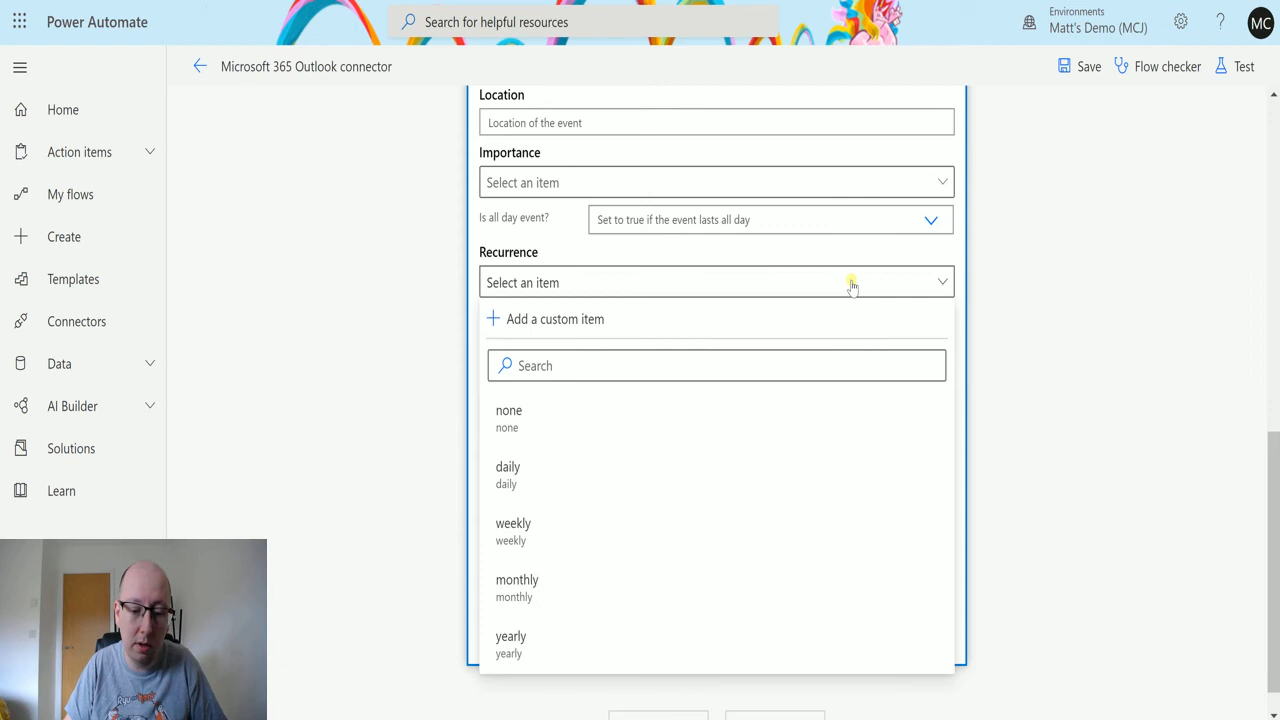 Power Automate
Search for helpful resources
Environments
Matt's Demo (MCJ)
?
MC
Microsoft 365 Outlook connector
Save
Flow checker
Test
Home
Action items
My flows
Create
Templates
Connectors
Data
AI Builder
Solutions
Learn
Location
Location of the event
Importance
Select an item
Is all day event?
Set to true if the event lasts all day
Recurrence
Select an item
Add a custom item
Search
none
none
daily
daily
weekly
weekly
monthly
monthly
yearly
yearly